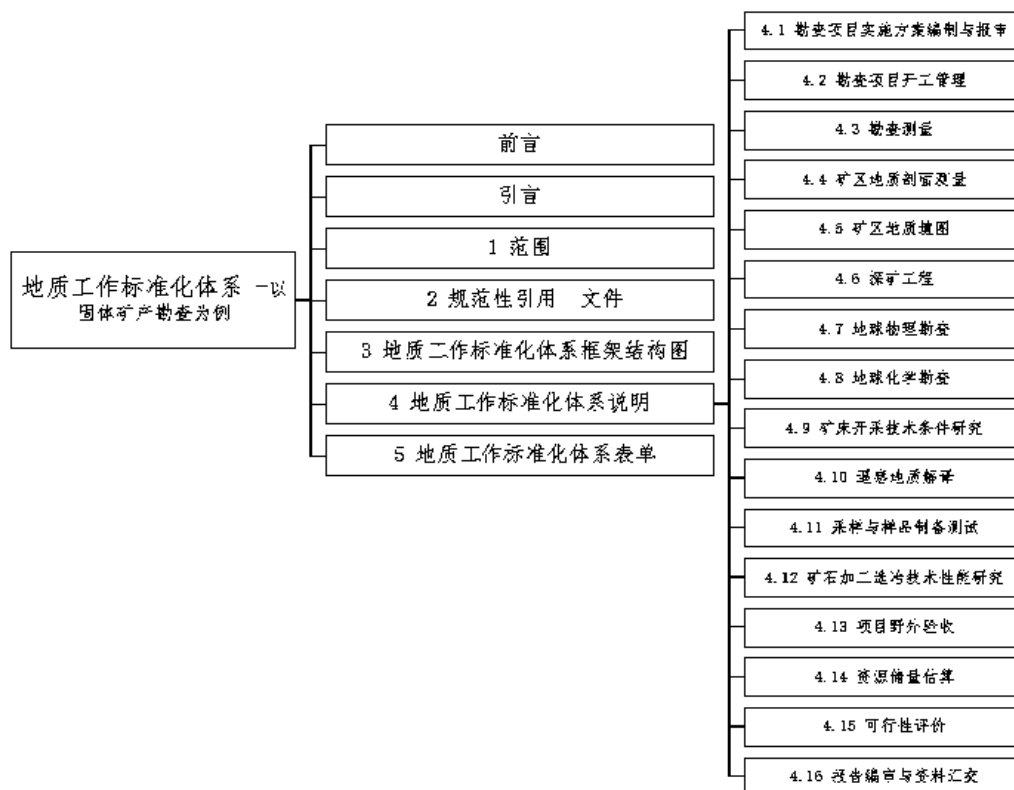 地质工作标准化体系 -以
固体矿产勘查为例
前言
引言
1 范围
2 规范性引用 文件
3 地质工作标准化体系框架结构图
4 地质工作标准化体系说明
5 地质工作标准化体系表单
4.1 勘查项目实施方案编制与报审
4.2 勘查项目开工管理
4.3 勘查测量
4.4 矿区地质剖面测量
4.5 矿区地质填图
4.6 探矿工程
4.7 地球物理勘查
4.8 地球化学勘查
4.9 矿床开采技术条件研究
4.10 遥感地质解译
4.11 采样与样品制备测试
4.12 矿石加工选冶技术性能研究
4.13 项目野外验收
4.14 资源储量估算
4.15 可行性评价
4.16 报告编审与资料汇交